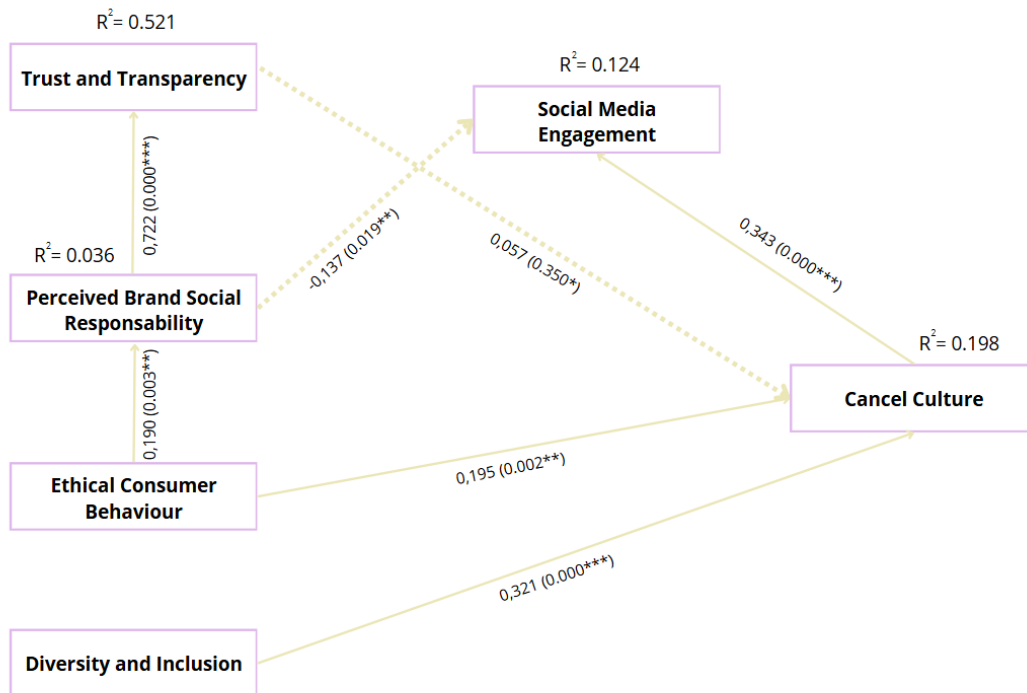 R²= 0.521
Trust and Transparency
R²= 0.124
Social Media
Engagement
0,722 (0.000***)
-0,137 (0.019**)
0,057 (0.350*)
0,343 (0.000***)
R²= 0.036
Perceived Brand Social
Responsability
R²= 0.198
Cancel Culture
0,190 (0.003**)
0,195 (0.002**)
Ethical Consumer
Behaviour
0,321 (0.000***)
Diversity and Inclusion